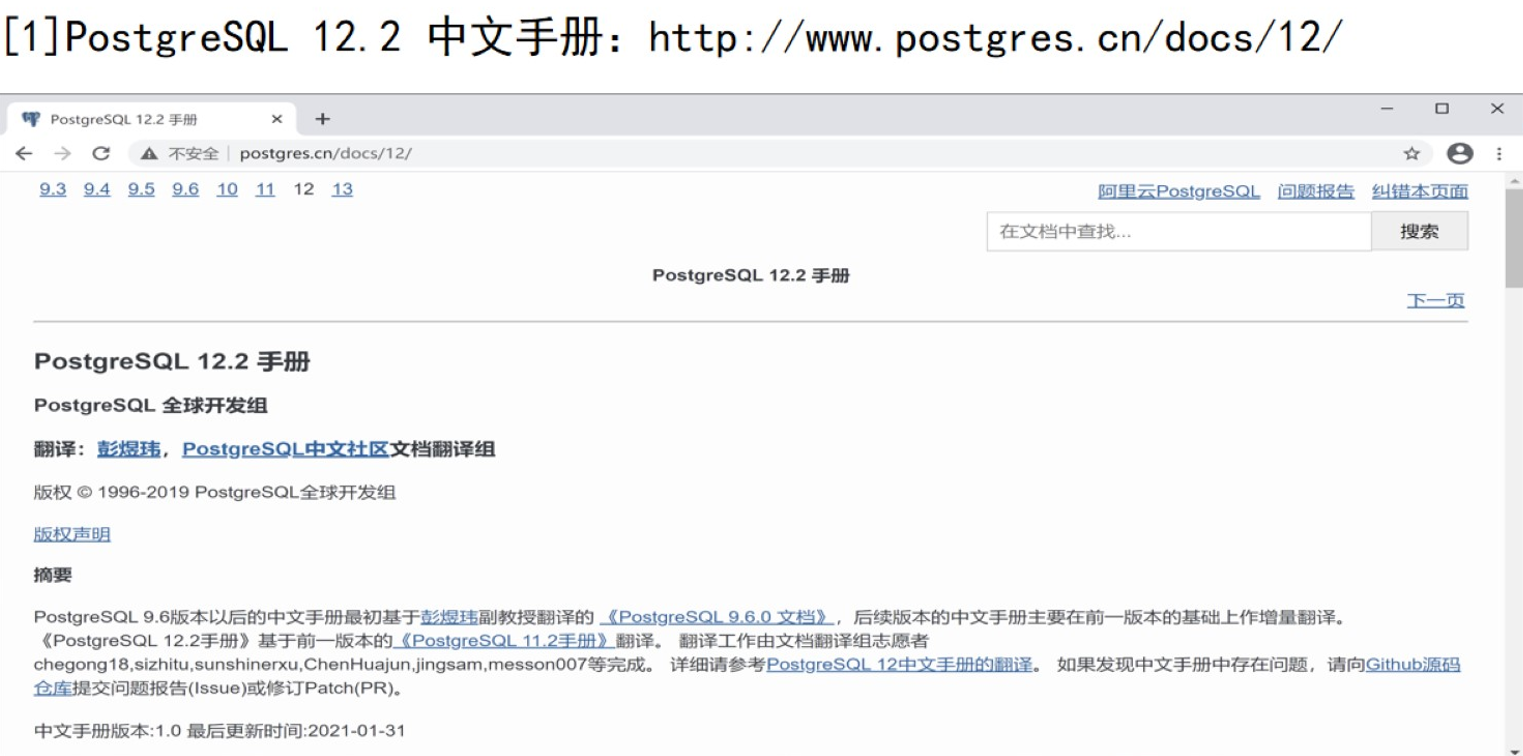 [1]PostgreSQL 12.2 中文手册：http://www.postgres.cn/docs/12/
PostgreSQL 12.2 手册
不安全 postgres.cn/docs/12/
9.3 9.4 9.5 9.6 10 11 12 13
阿里云PostgreSQL 问题报告 纠错本页面
在文档中查找... 搜索
PostgreSQL 12.2 手册
下一页
PostgreSQL 12.2 手册
PostgreSQL 全球开发组
翻译：彭煜玮，PostgreSQL中文社区文档翻译组
版权 © 1996-2019 PostgreSQL全球开发组
版权声明
摘要
PostgreSQL 9.6版本以后的中文手册最初基于彭煜玮副教授翻译的 《PostgreSQL 9.6.0 文档》，后续版本的中文手册主要在前一版本的基础上作增量翻译。
《PostgreSQL 12.2手册》基于前一版本的《PostgreSQL 11.2手册》翻译。 翻译工作由文档翻译组志愿者
chegong18,sizhitu,sunshinerxu,ChenHuajun,jingsam,messon007等完成。 详细请参考PostgreSQL 12中文手册的翻译。 如果发现中文手册中存在问题，请向Github源码
仓库提交问题报告(Issue)或修订Patch(PR)。
中文手册版本:1.0 最后更新时间:2021-01-31